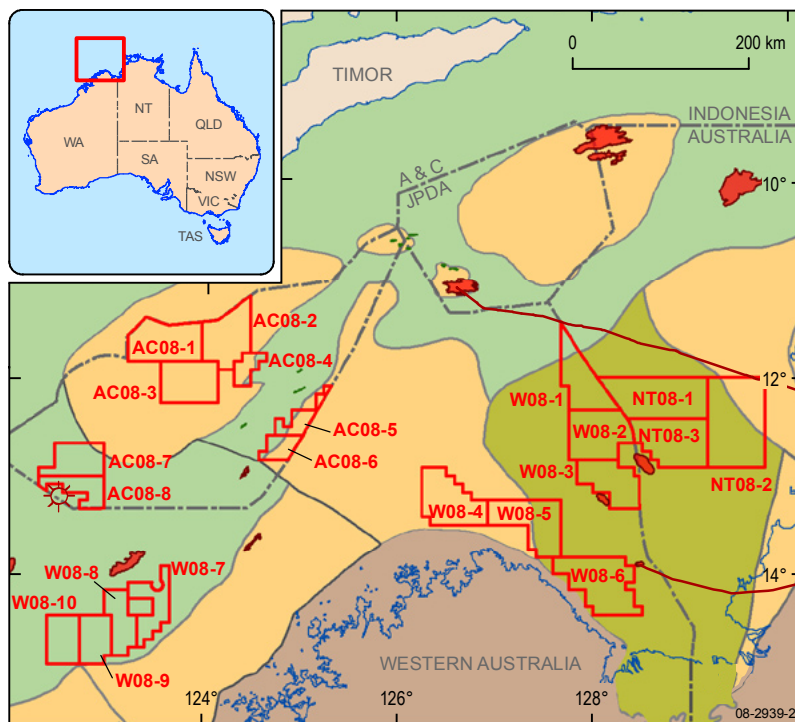 WA
NT
QLD
SA
NSW
VIC
TAS
TIMOR
0
200 km
INDONESIA
AUSTRALIA
A & C
JPDA
10°
12°
14°
124°
126°
128°
AC08-1
AC08-2
AC08-3
AC08-4
AC08-5
AC08-6
AC08-7
AC08-8
W08-1
W08-2
W08-3
W08-4
W08-5
W08-6
W08-7
W08-8
W08-9
W08-10
NT08-1
NT08-2
NT08-3
WESTERN AUSTRALIA
08-2939-2